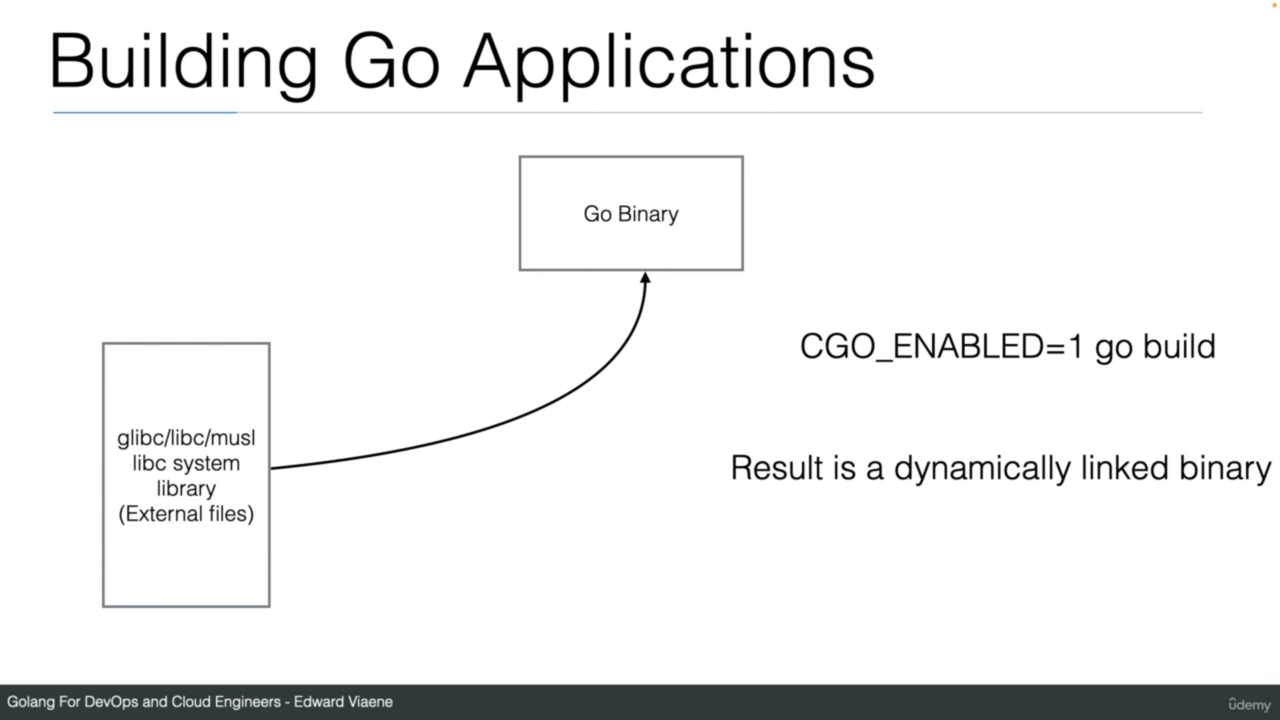 Building Go Applications
Go Binary
CGO_ENABLED=1 go build
glibc/libc/musl
libc system
library
(External files)
Result is a dynamically linked binary
Golang For DevOps and Cloud Engineers - Edward Viaene
ûdemy